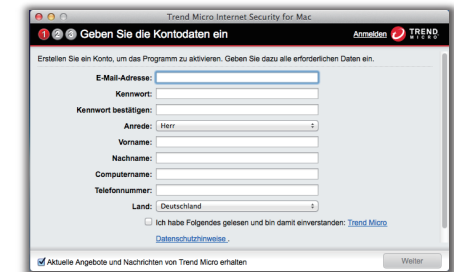 Trend Micro Internet Security for Mac
1 2 3 Geben Sie die Kontodaten ein
Anmelden
TREND MICRO
Erstellen Sie ein Konto, um das Programm zu aktivieren. Geben Sie dazu alle erforderlichen Daten ein.
E-Mail-Adresse:
Kennwort:
Kennwort bestätigen:
Anrede: Herr
Vorname:
Nachname:
Computername:
Telefonnummer:
Land: Deutschland
Ich habe Folgendes gelesen und bin damit einverstanden: Trend Micro
Datenschutzhinweise .
Aktuelle Angebote und Nachrichten von Trend Micro erhalten
Weiter